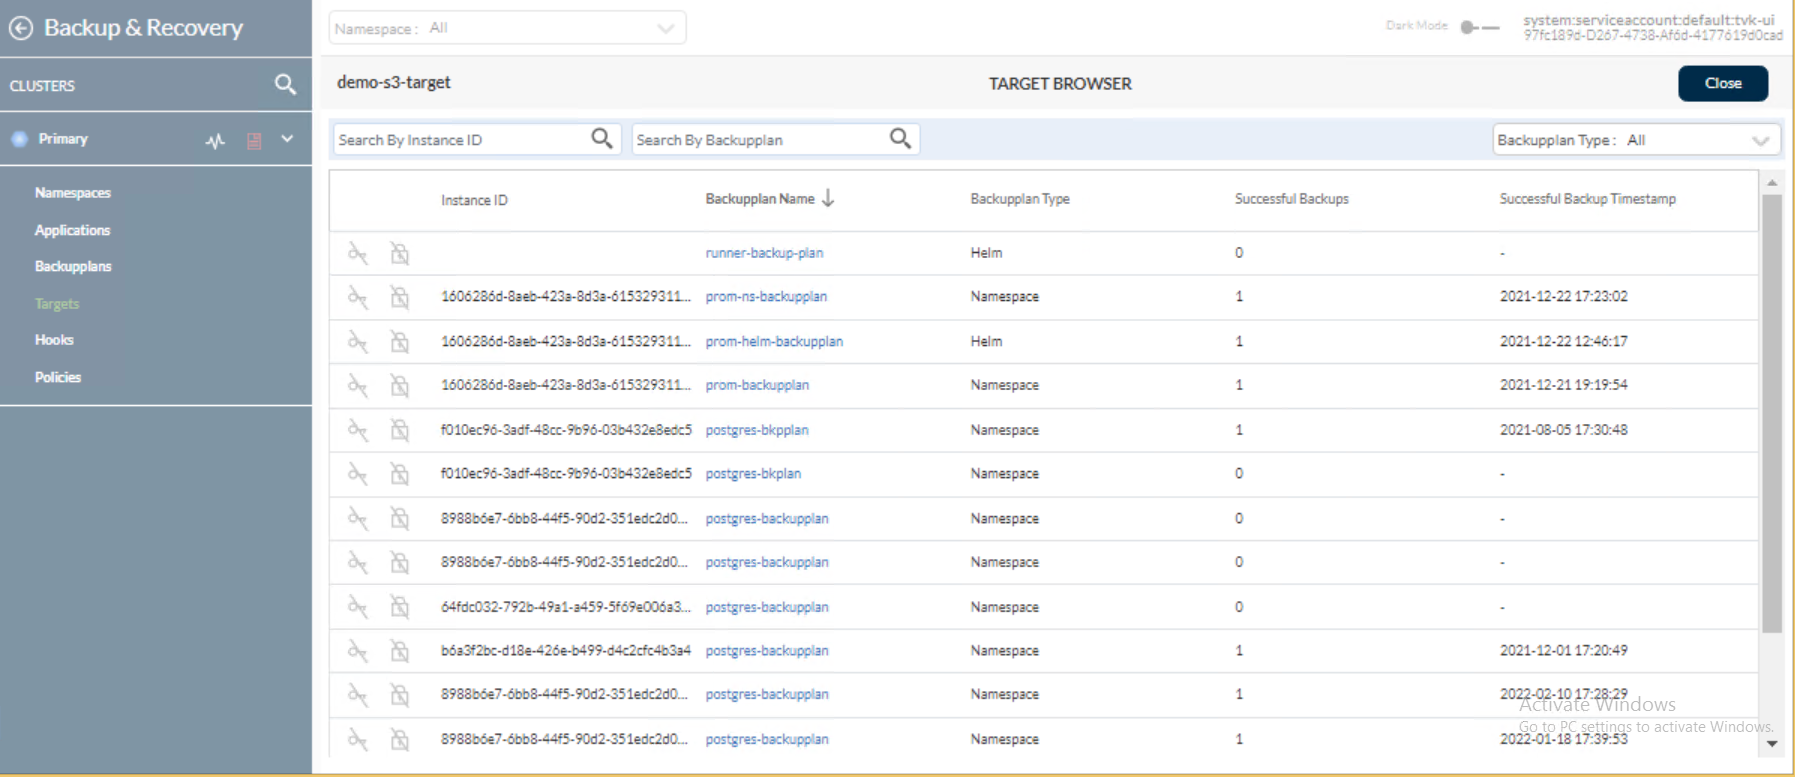 Backup & Recovery
Namespace : All
Dark Mode
system:serviceaccount:default:tvk-ui
97fc189d-D267-4738-Af6d-4177619d0cad
CLUSTERS
demo-s3-target
TARGET BROWSER
Close
Primary
Search By Instance ID
Search By Backupplan
Backupplan Type : All
Namespaces
Applications
Backupplans
Targets
Hooks
Policies
Instance ID Backupplan Name Backupplan Type Successful Backups Successful Backup Timestamp
runner-backup-plan Helm 0 -
1606286d-8aeb-423a-8d3a-615329311... prom-ns-backupplan Namespace 1 2021-12-22 17:23:02
1606286d-8aeb-423a-8d3a-615329311... prom-helm-backupplan Helm 1 2021-12-22 12:46:17
1606286d-8aeb-423a-8d3a-615329311... prom-backupplan Namespace 1 2021-12-21 19:19:54
f010ec96-3adf-48cc-9b96-03b432e8edc5 postgres-bkpplan Namespace 1 2021-08-05 17:30:48
f010ec96-3adf-48cc-9b96-03b432e8edc5 postgres-bkplan Namespace 0 -
8988b6e7-6bb8-44f5-90d2-351edc2d0... postgres-backupplan Namespace 0 -
8988b6e7-6bb8-44f5-90d2-351edc2d0... postgres-backupplan Namespace 0 -
64fdc032-792b-49a1-a459-5f69e006a3... postgres-backupplan Namespace 0 -
b6a3f2bc-d18e-426e-b499-d4c2cfc4b3a4 postgres-backupplan Namespace 1 2021-12-01 17:20:49
8988b6e7-6bb8-44f5-90d2-351edc2d0... postgres-backupplan Namespace 1 2022-02-10 17:28:29
Activate Windows
Go to PC settings to activate Windows.
8988b6e7-6bb8-44f5-90d2-351edc2d0... postgres-backupplan Namespace 1 2022-01-18 17:39:53